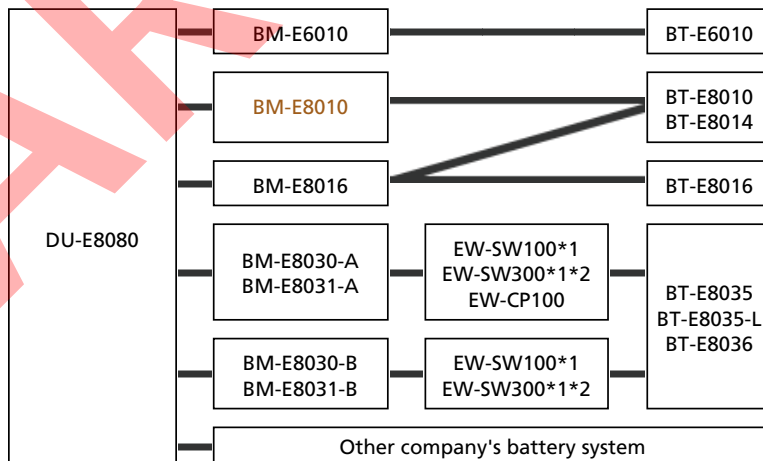 BM-E6010
BT-E6010
BM-E8010
BT-E8010
BT-E8014
BM-E8016
BT-E8016
DU-E8080
BM-E8030-A
BM-E8031-A
EW-SW100*1
EW-SW300*1*2
EW-CP100
BT-E8035
BT-E8035-L
BT-E8036
BM-E8030-B
BM-E8031-B
EW-SW100*1
EW-SW300*1*2
Other company's battery system